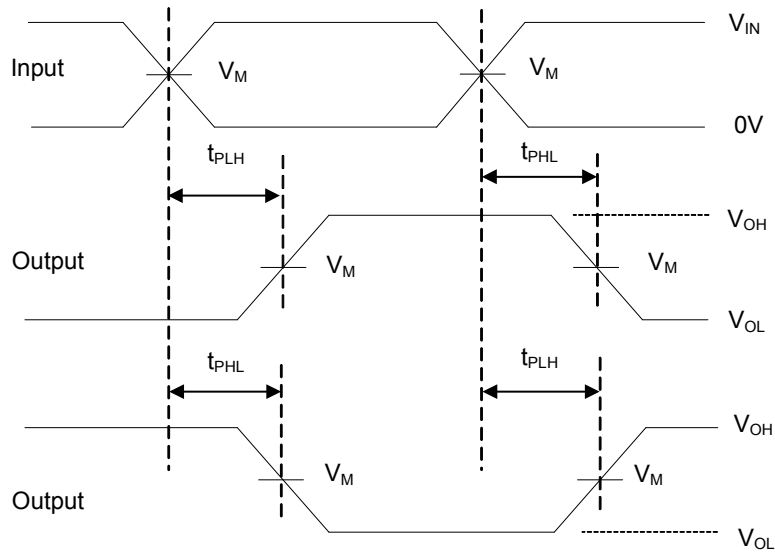 V_IN
Input
V_M V_M
0V
t_PLH t_PHL
V_OH
Output
V_M V_M
V_OL
t_PHL t_PLH
V_OH
V_M V_M
Output
V_OL